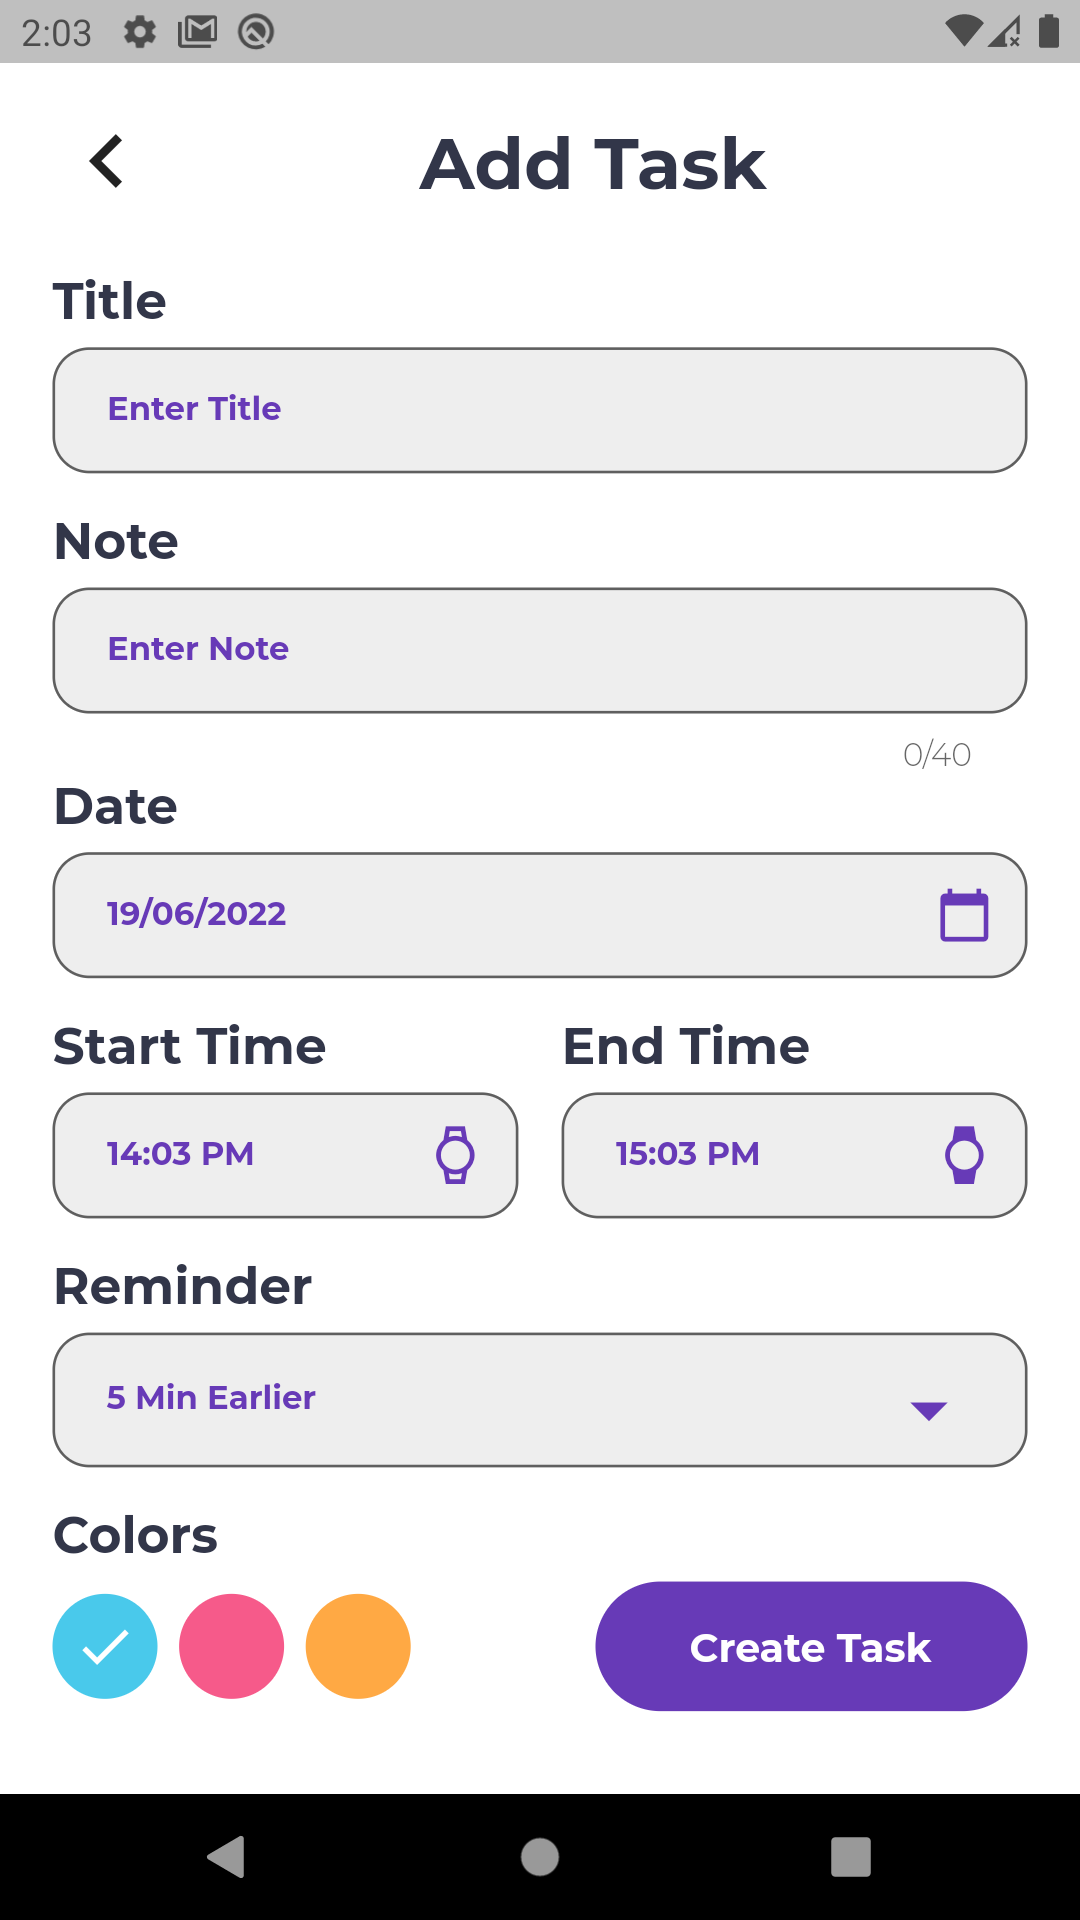 2:03
Add Task
Title
Enter Title
Note
Enter Note
0/40
Date
19/06/2022
Start Time
End Time
14:03 PM
15:03 PM
Reminder
5 Min Earlier
Colors
Create Task